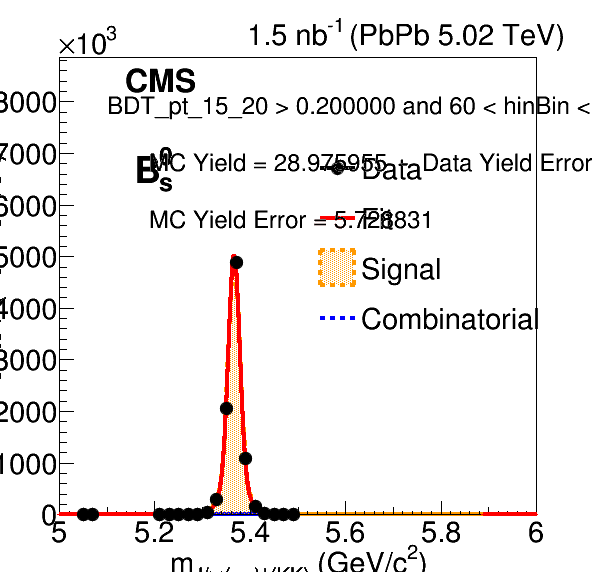 ×10³ 1.5 nb⁻¹ (PbPb 5.02 TeV)
CMS
BDT_pt_15_20 > 0.200000 and 60 < hinBin <
MC Yield = 28.975955 Data Yield Error
B⁰s
Data
MC Yield Error = 5.728831
Fit
Signal
Combinatorial
8000
7000
6000
5000
4000
3000
2000
1000
0
5 5.2 5.4 5.6 5.8 6
(GeV/c²)